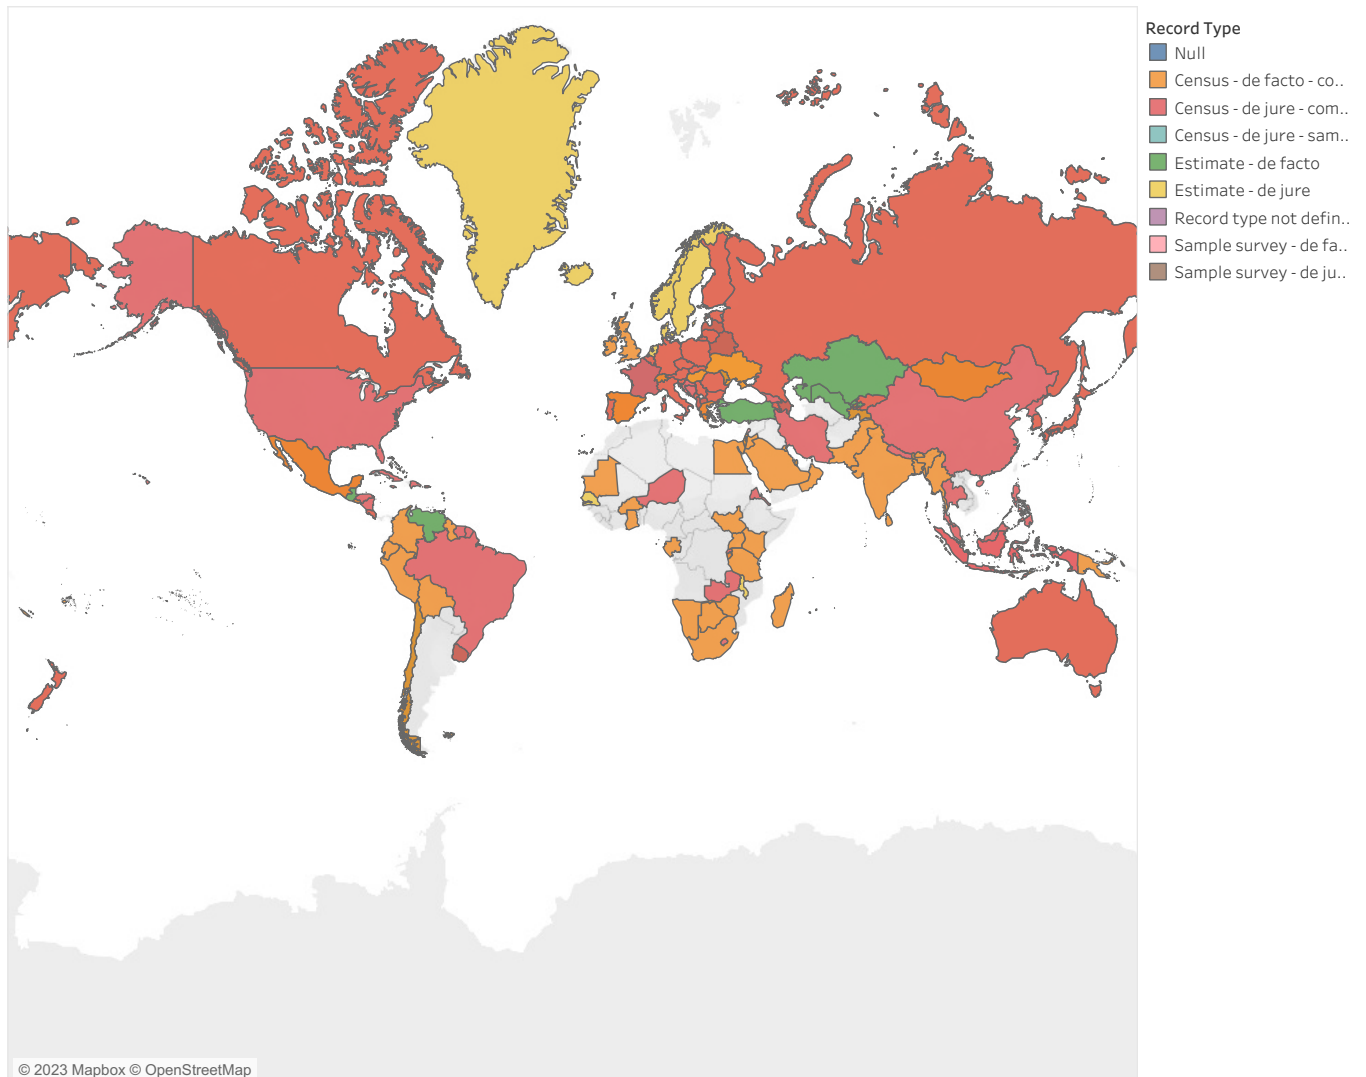 Record Type
Null
Census - de facto - co..
Census - de jure - com..
Census - de jure - sam..
Estimate - de facto
Estimate - de jure
Record type not defin..
Sample survey - de fa..
Sample survey - de ju..
© 2023 Mapbox © OpenStreetMap